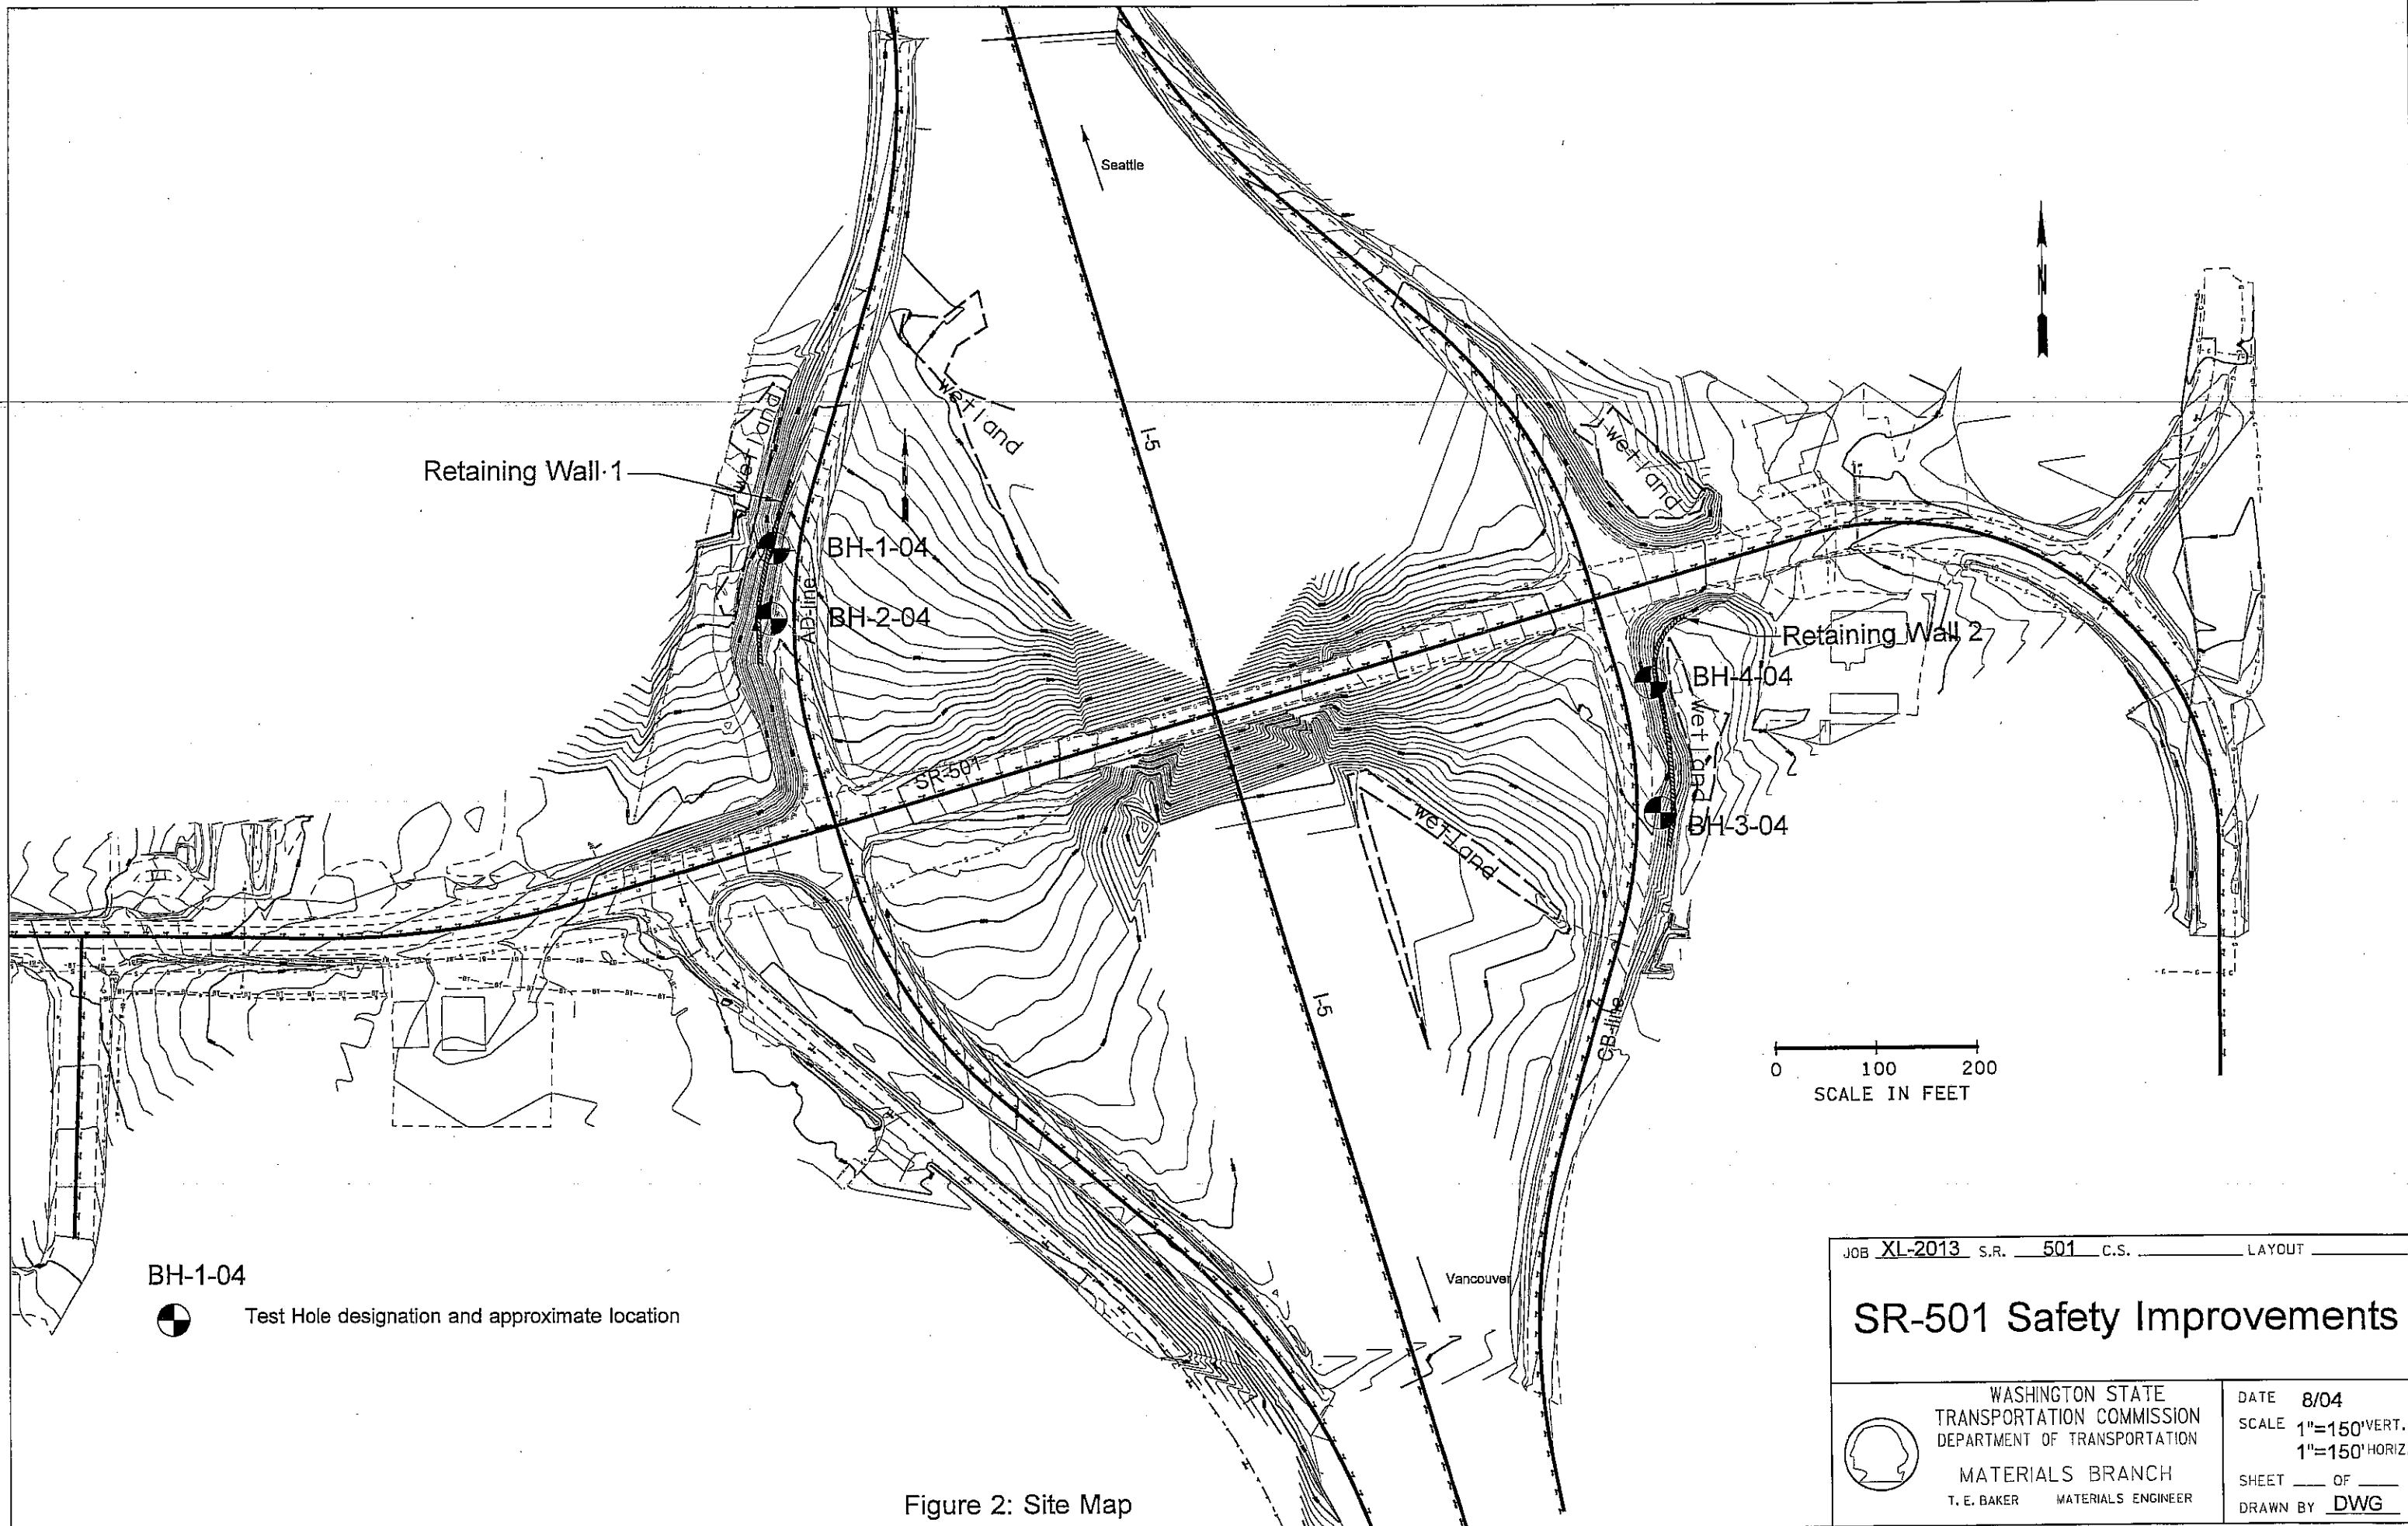 Seattle
N
I-5
wetland
wetland
wetland
Retaining Wall 1
BH-1-04
AD-line
BH-2-04
Retaining Wall 2
BH-4-04
wetland
SR-501
BH-3-04
wetland
I-5
CB-line
0 100 200
SCALE IN FEET
Vancouver
BH-1-04
Test Hole designation and approximate location
Figure 2: Site Map
JOB XL-2013 S.R. 501 C.S. LAYOUT
SR-501 Safety Improvements
WASHINGTON STATE
TRANSPORTATION COMMISSION
DEPARTMENT OF TRANSPORTATION
MATERIALS BRANCH
T. E. BAKER MATERIALS ENGINEER
DATE 8/04
SCALE 1"=150' VERT.
1"=150' HORIZ.
SHEET OF
DRAWN BY DWG